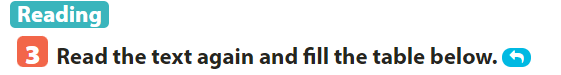 Reading
3 Read the text again and fill the table below.